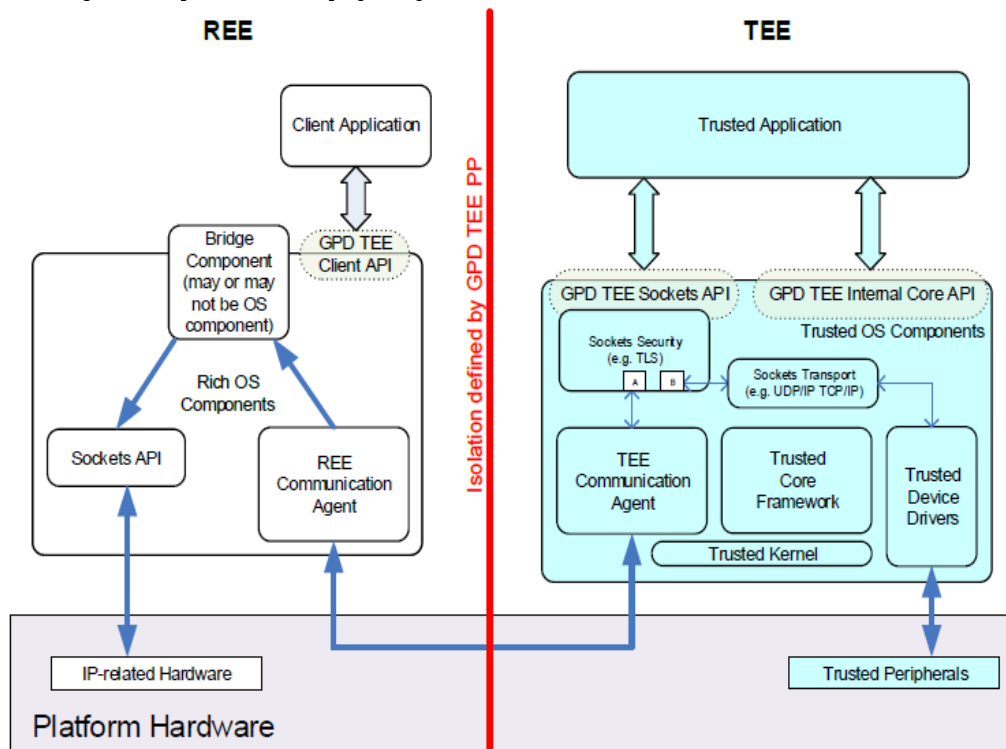 REE
TEE
Client Application
Trusted Application
Isolation defined by GPD TEE PP
Bridge
Component
(may or may
not be OS
component)
GPD TEE
Client API
GPD TEE Sockets API
GPD TEE Internal Core API
Trusted OS Components
Sockets Security
(e.g. TLS)
A
B
Sockets Transport
(e.g. UDP/IP TCP/IP)
Rich OS
Components
Sockets API
REE
Communication
Agent
TEE
Communication
Agent
Trusted
Core
Framework
Trusted
Device
Drivers
Trusted Kernel
IP-related Hardware
Trusted Peripherals
Platform Hardware